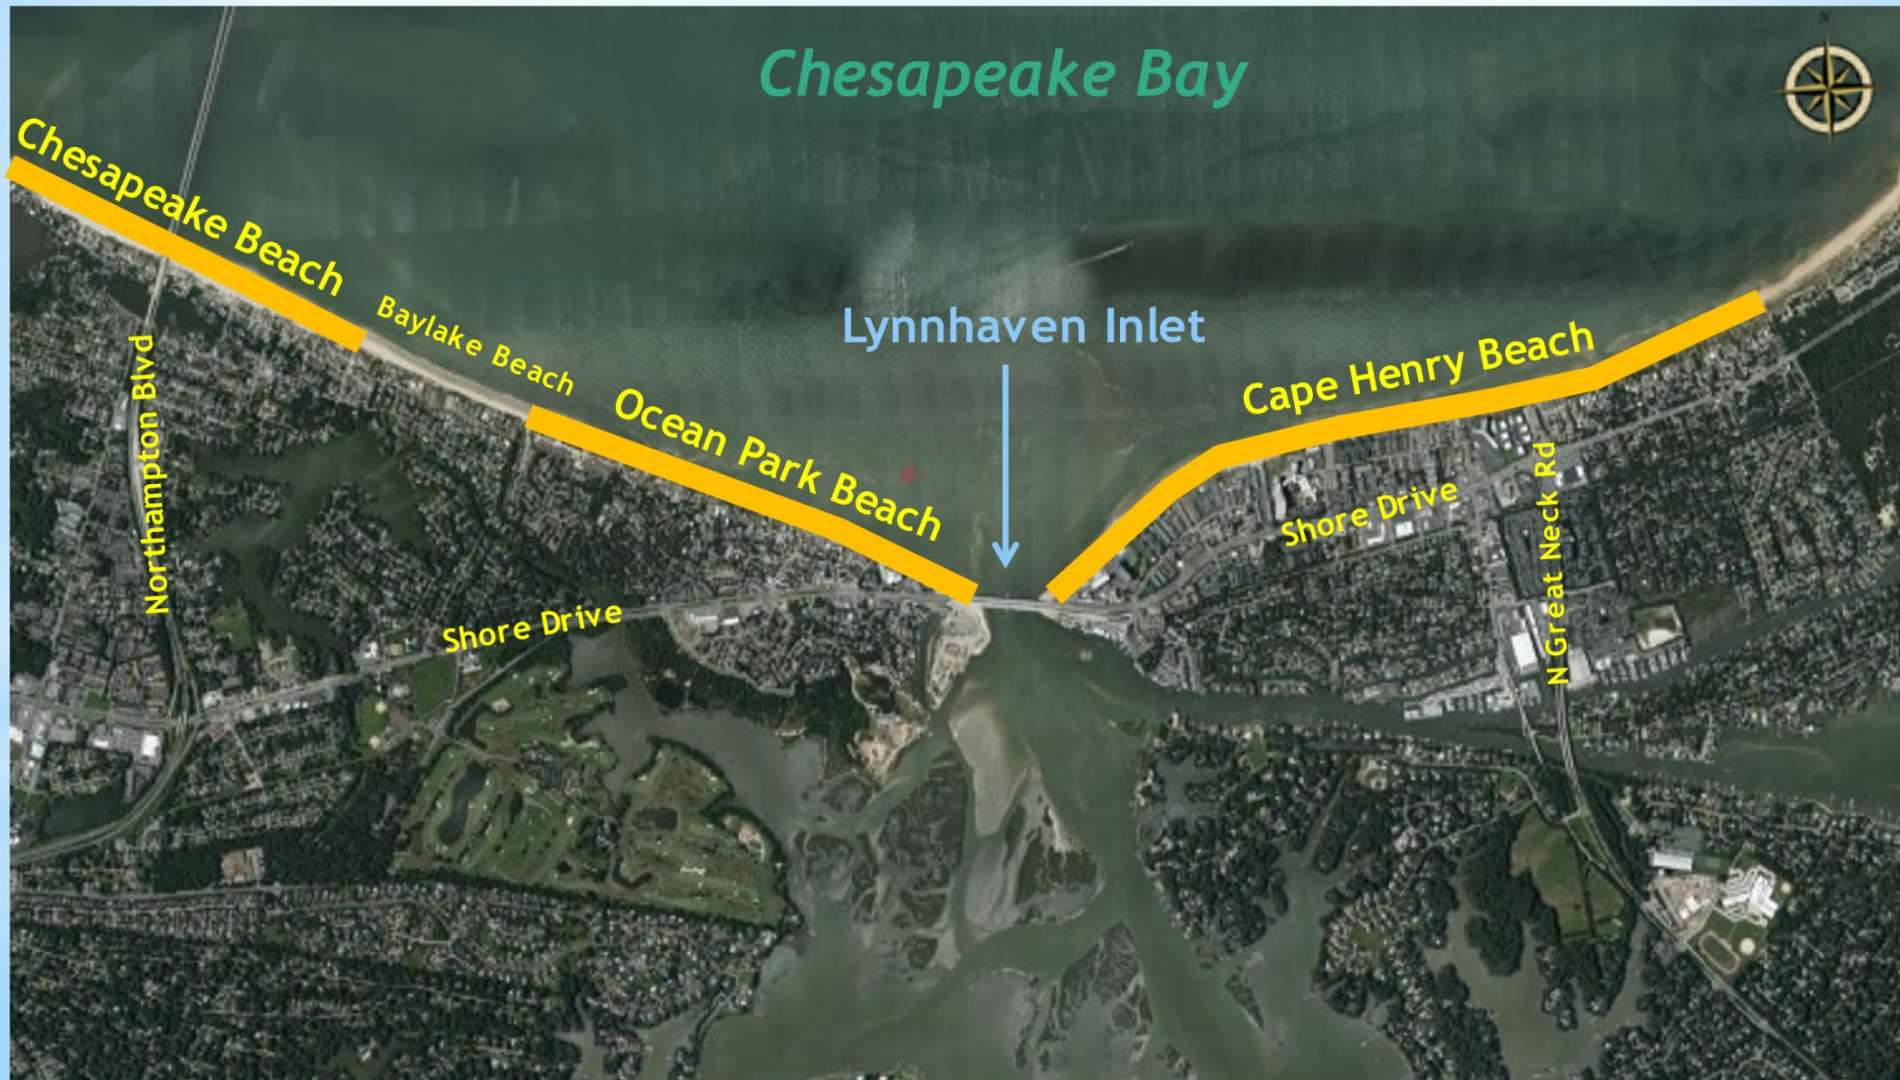 N
Chesapeake Bay
Chesapeake Beach
Baylake Beach
Lynnhaven Inlet
Ocean Park Beach
Cape Henry Beach
Northampton Blvd
Shore Drive
N Great Neck Rd
Shore Drive